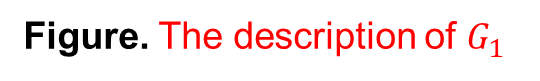 Figure. The description of G₁